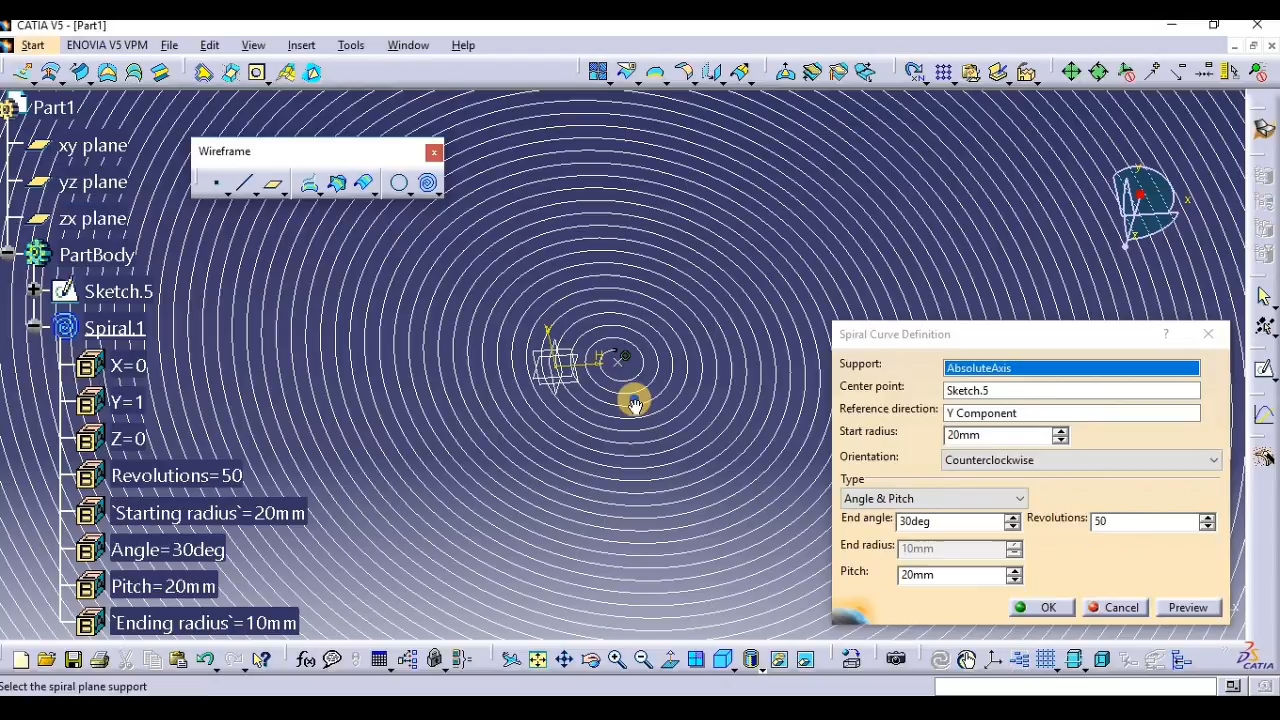 CATIA V5 - [Part1]
Start ENOVIA V5 VPM File Edit View Insert Tools Window Help
Part1
xy plane
yz plane
zx plane
PartBody
Sketch.5
Spiral.1
X=0
Y=1
Z=0
Revolutions=50
`Starting radius`=20mm
Angle=30deg
Pitch=20mm
`Ending radius`=10mm
Wireframe
Spiral Curve Definition
Support: AbsoluteAxis
Center point: Sketch.5
Reference direction: Y Component
Start radius: 20mm
Orientation: Counterclockwise
Type
Angle & Pitch
End angle: 30deg Revolutions: 50
End radius: 10mm
Pitch: 20mm
OK Cancel Preview
Select the spiral plane support
CATIA